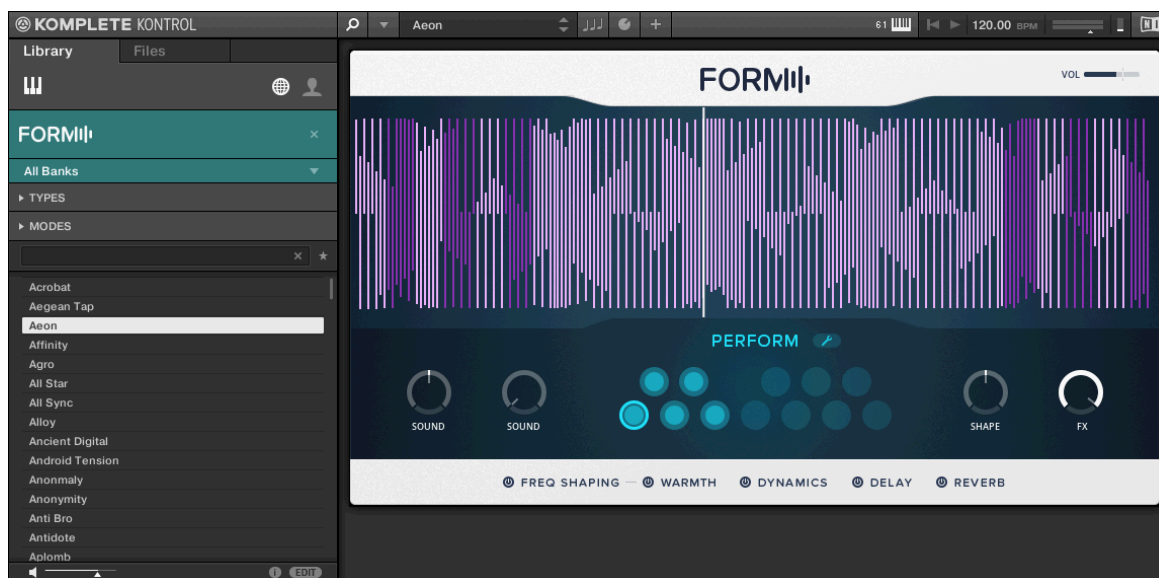 KOMPLETE KONTROL
Aeon
61
120.00 BPM
Library
Files
FORM
All Banks
TYPES
MODES
Acrobat
Aegean Tap
Aeon
Affinity
Agro
All Star
All Sync
Alloy
Ancient Digital
Android Tension
Anonmaly
Anonymity
Anti Bro
Antidote
Aplomb
EDIT
FORM
VOL
PERFORM
SOUND
SOUND
SHAPE
FX
FREQ SHAPING
WARMTH
DYNAMICS
DELAY
REVERB